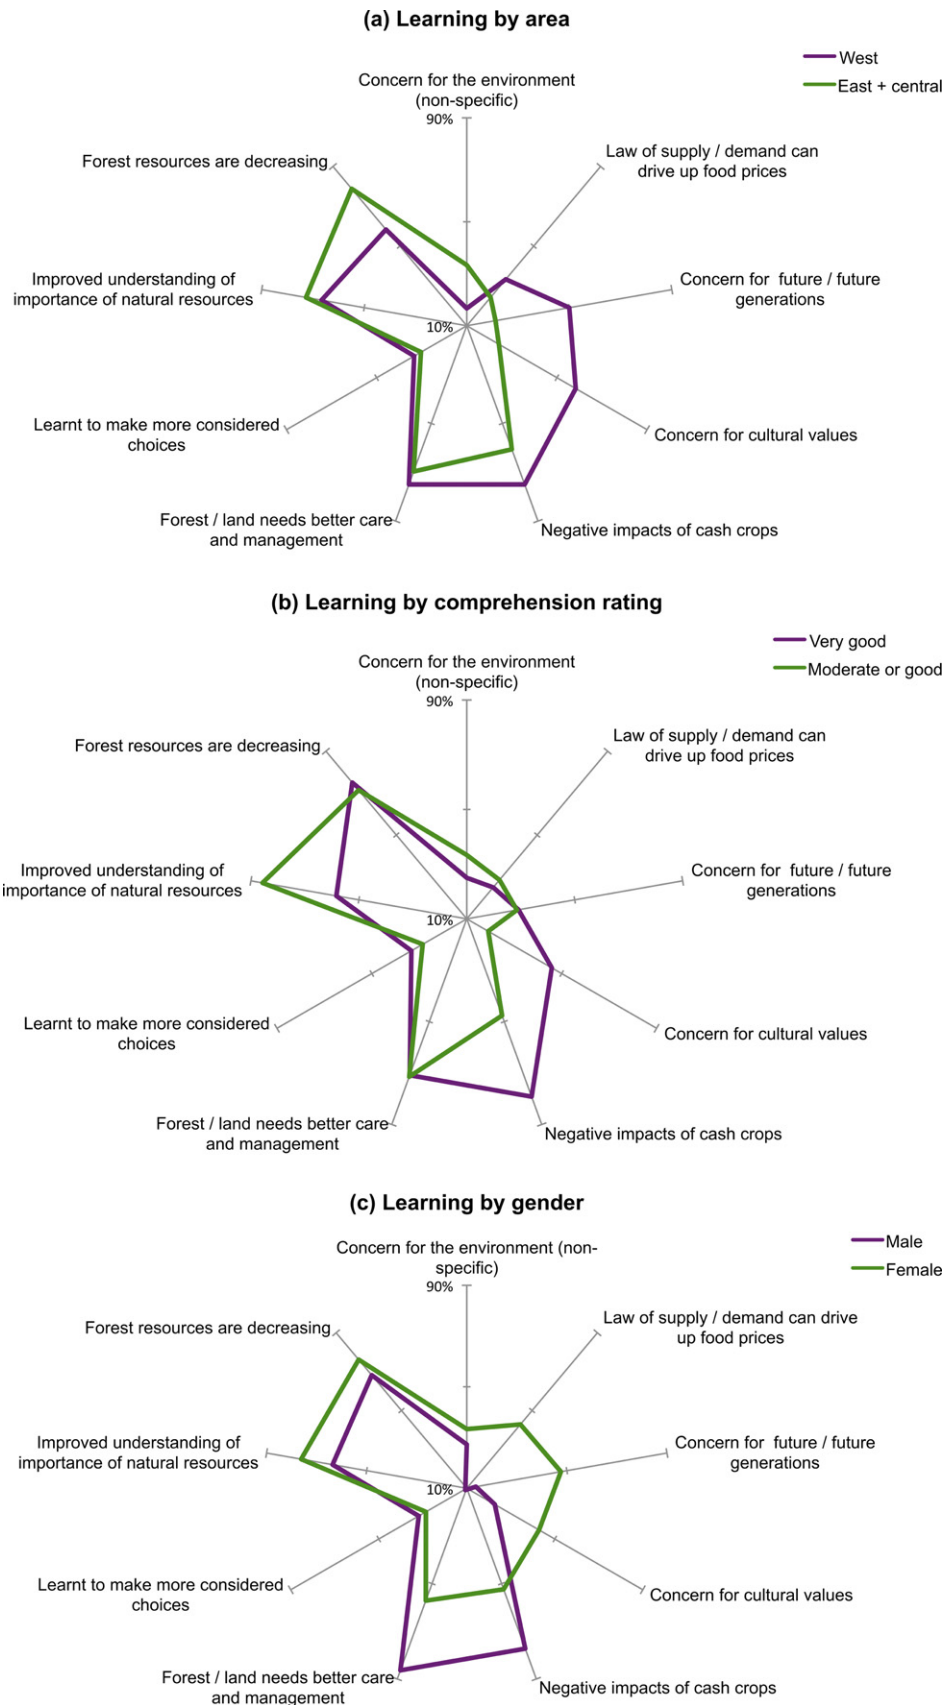 (a) Learning by area
West
East + central
Concern for the environment
(non-specific)
90%
Law of supply / demand can
drive up food prices
Forest resources are decreasing
Concern for  future / future
generations
Improved understanding of
importance of natural resources
10%
Learnt to make more considered
choices
Concern for cultural values
Forest / land needs better care
and management
Negative impacts of cash crops
(b) Learning by comprehension rating
Very good
Moderate or good
Concern for the environment
(non-specific)
90%
Law of supply / demand can
drive up food prices
Forest resources are decreasing
Concern for  future / future
generations
Improved understanding of
importance of natural resources
10%
Learnt to make more considered
choices
Concern for cultural values
Forest / land needs better care
and management
Negative impacts of cash crops
(c) Learning by gender
Male
Female
Concern for the environment (non-
specific)
90%
Law of supply / demand can drive
up food prices
Forest resources are decreasing
Concern for  future / future
generations
Improved understanding of
importance of natural resources
10%
Learnt to make more considered
choices
Concern for cultural values
Forest / land needs better care
and management
Negative impacts of cash crops